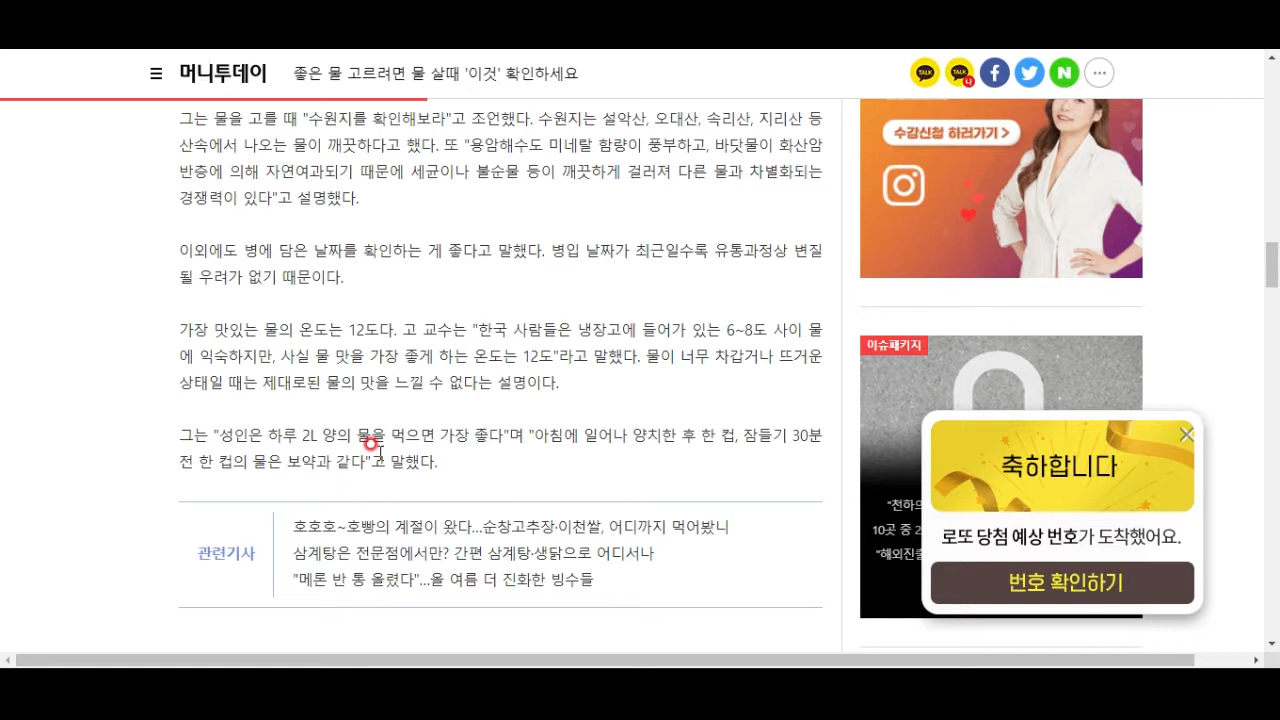 ☰ 머니투데이 좋은 물 고르려면 물 살때 '이것' 확인하세요
TALK TALK 나 f N ...
그는 물을 고를 때 "수원지를 확인해보라"고 조언했다. 수원지는 설악산, 오대산, 속리산, 지리산 등
산속에서 나오는 물이 깨끗하다고 했다. 또 "용암해수도 미네랄 함량이 풍부하고, 바닷물이 화산암
반층에 의해 자연여과되기 때문에 세균이나 불순물 등이 깨끗하게 걸러져 다른 물과 차별화되는
경쟁력이 있다"고 설명했다.
이외에도 병에 담은 날짜를 확인하는 게 좋다고 말했다. 병입 날짜가 최근일수록 유통과정상 변질
될 우려가 없기 때문이다.
가장 맛있는 물의 온도는 12도다. 고 교수는 "한국 사람들은 냉장고에 들어가 있는 6~8도 사이 물
에 익숙하지만, 사실 물 맛을 가장 좋게 하는 온도는 12도"라고 말했다. 물이 너무 차갑거나 뜨거운
상태일 때는 제대로된 물의 맛을 느낄 수 없다는 설명이다.
그는 "성인은 하루 2L 양의 물을 먹으면 가장 좋다"며 "아침에 일어나 양치한 후 한 컵, 잠들기 30분
전 한 컵의 물은 보약과 같다"고 말했다.
관련기사
호호호~호빵의 계절이 왔다...순창고추장·이천쌀, 어디까지 먹어봤니
삼계탕은 전문점에서만? 간편 삼계탕·생닭으로 어디서나
"메론 반 통 올렸다"...올 여름 더 진화한 빙수들
수강신청 하러가기 >
이슈패키지
"천하의
10곳 중 2
"해외진출
축하합니다
로또 당첨 예상 번호가 도착했어요.
번호 확인하기